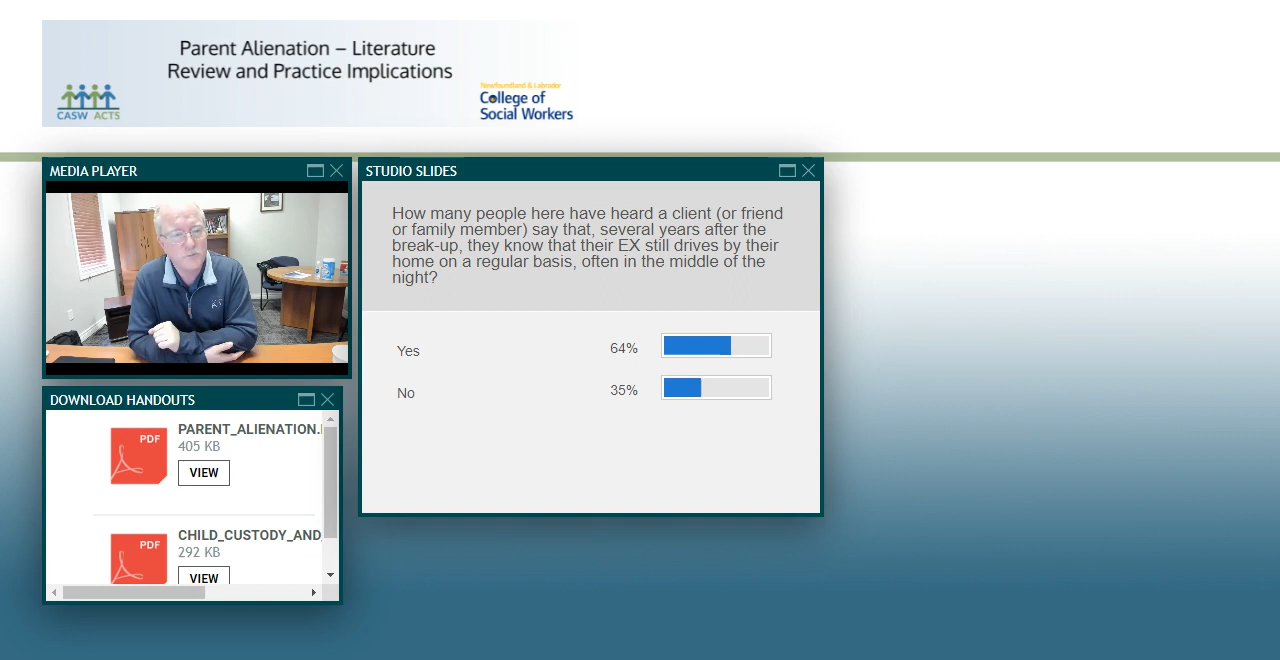 Parent Alienation – Literature
Review and Practice Implications
CASW ACTS
Newfoundland & Labrador
College of
Social Workers
MEDIA PLAYER
STUDIO SLIDES
How many people here have heard a client (or friend
or family member) say that, several years after the
break-up, they know that their EX still drives by their
home on a regular basis, often in the middle of the
night?
Yes 64%
No 35%
DOWNLOAD HANDOUTS
PDF
PARENT_ALIENATION.
405 KB
VIEW
PDF
CHILD_CUSTODY_AND_
292 KB
VIEW